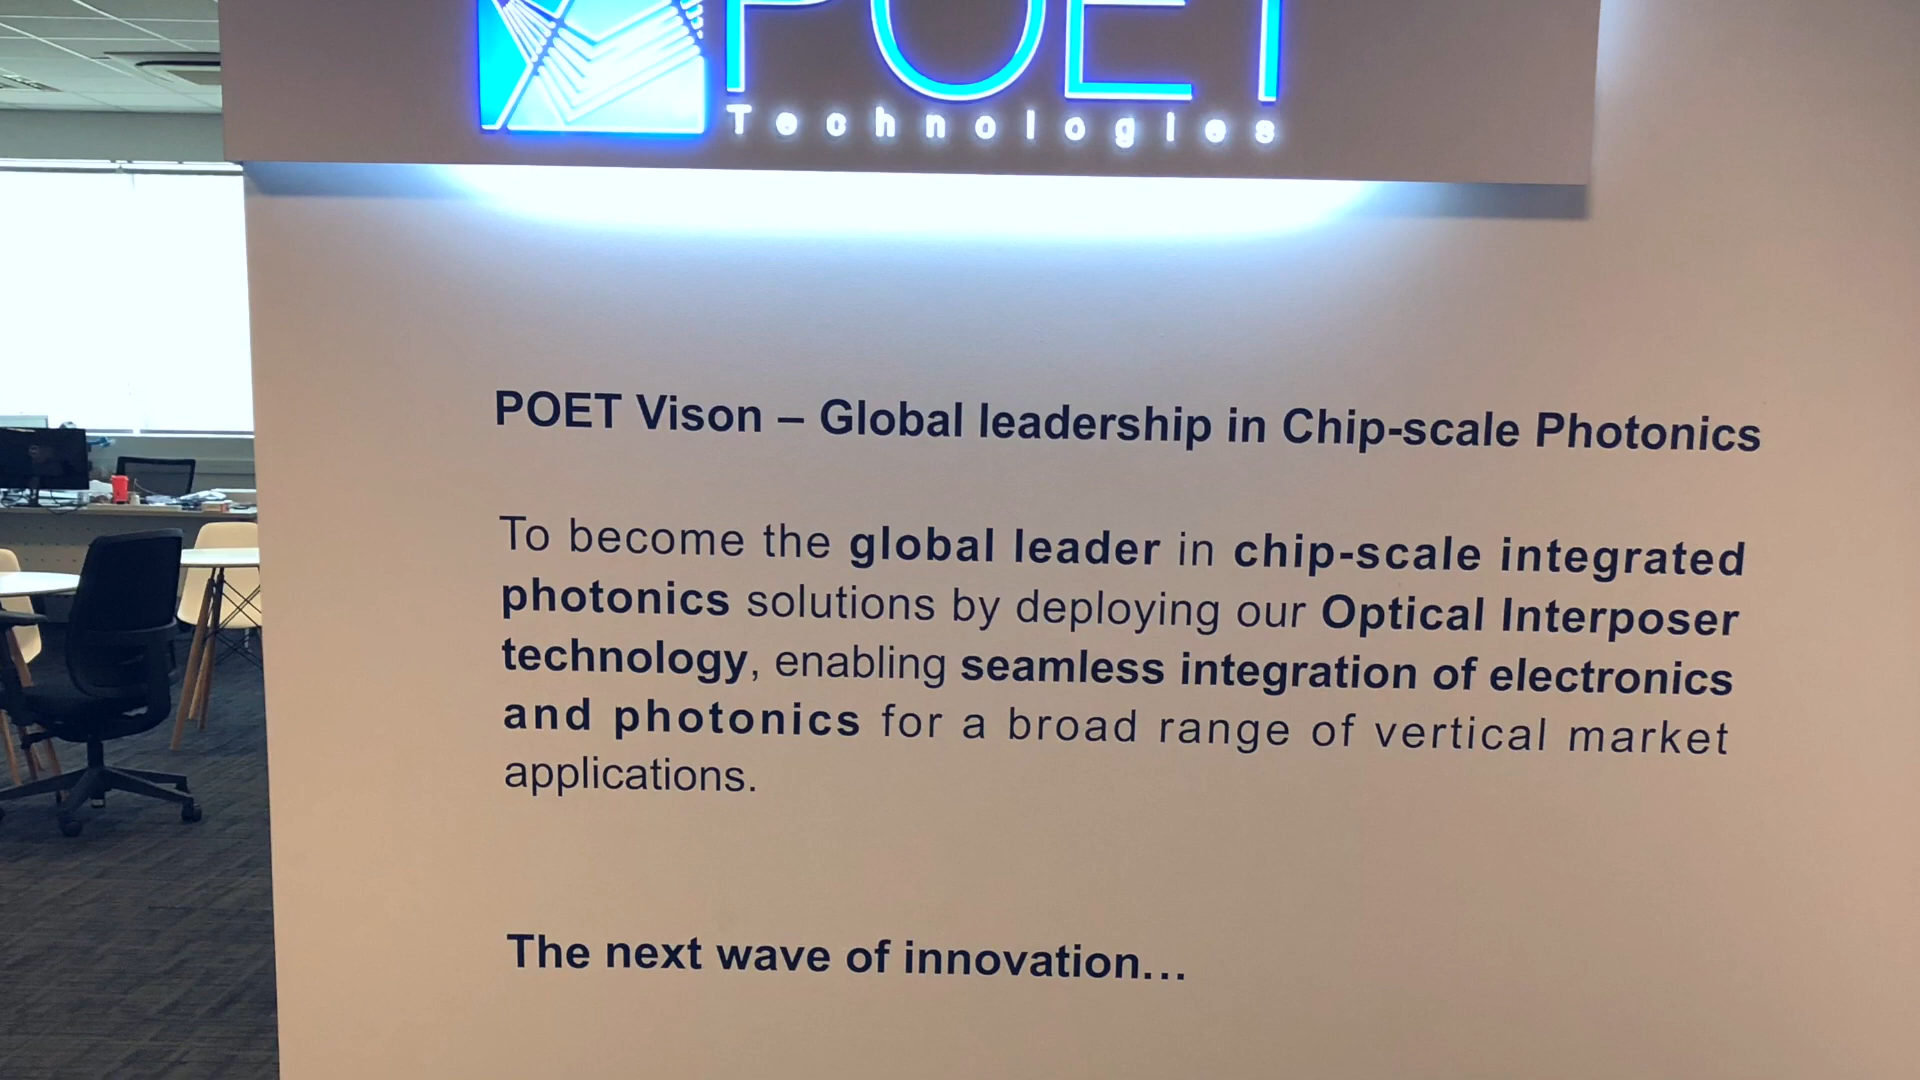 POET
Technologies
POET Vison – Global leadership in Chip-scale Photonics
To become the global leader in chip-scale integrated
photonics solutions by deploying our Optical Interposer
technology, enabling seamless integration of electronics
and photonics for a broad range of vertical market
applications.
The next wave of innovation...